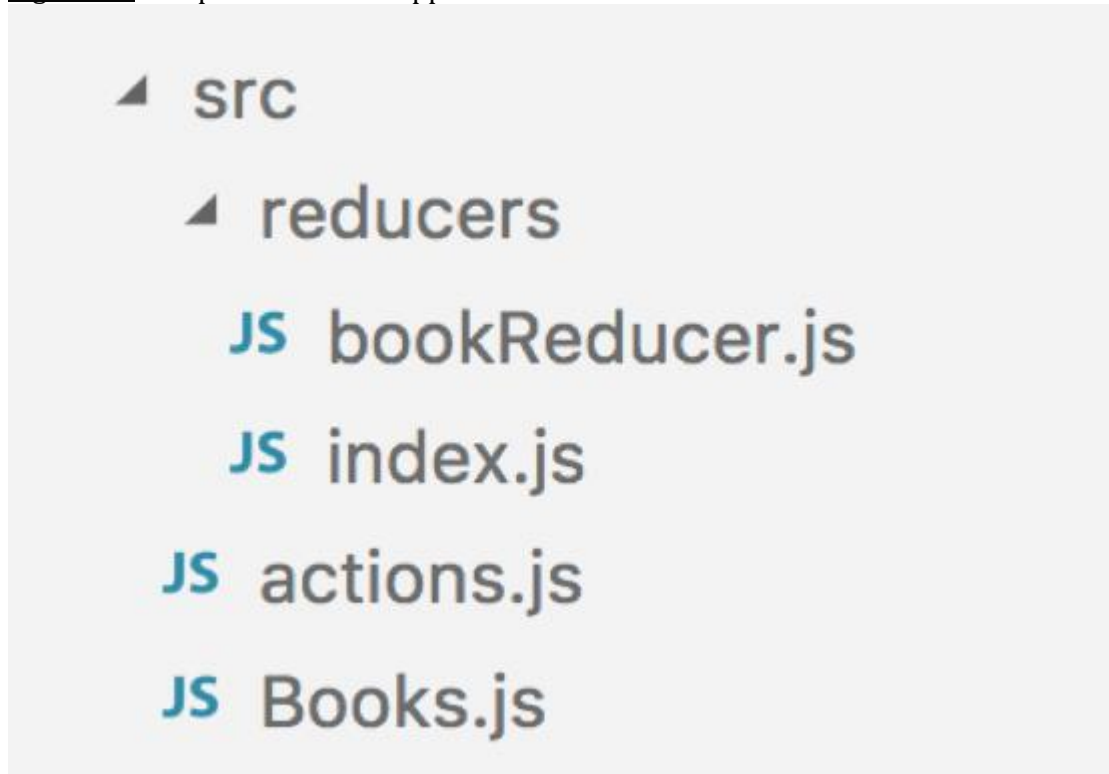 src
reducers
JS bookReducer.js
JS index.js
JS actions.js
JS Books.js